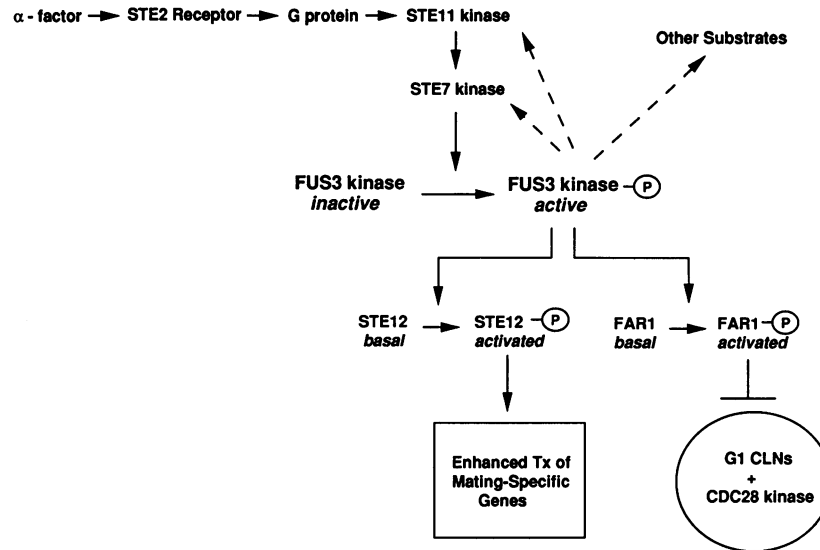 α - factor STE2 Receptor G protein STE11 kinase
Other Substrates
STE7 kinase
FUS3 kinase
inactive
FUS3 kinase P
active
STE12
basal
STE12 P
activated
FAR1
basal
FAR1 P
activated
Enhanced Tx of
Mating-Specific
Genes
G1 CLNs
+
CDC28 kinase